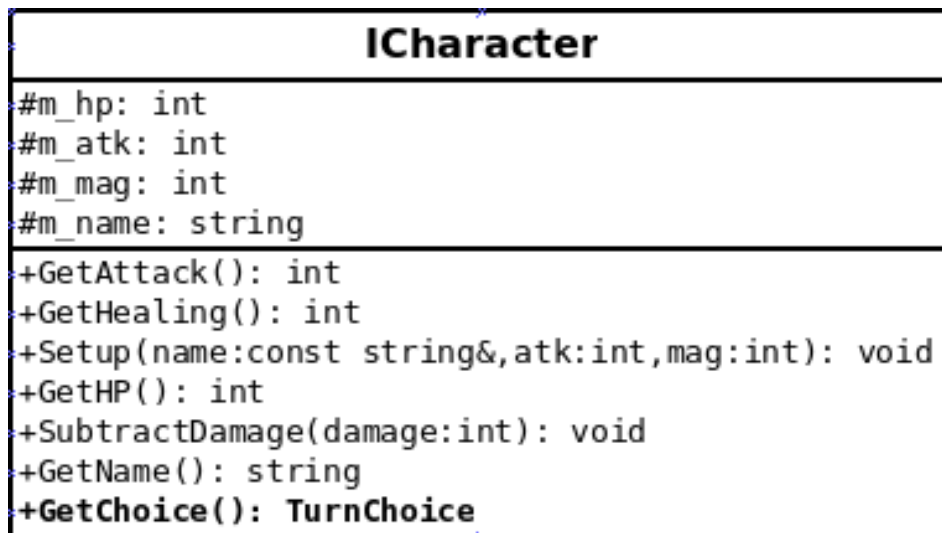 ICharacter
#m_hp: int
#m_atk: int
#m_mag: int
#m_name: string
+GetAttack(): int
+GetHealing(): int
+Setup(name:const string&,atk:int,mag:int): void
+GetHP(): int
+SubtractDamage(damage:int): void
+GetName(): string
+GetChoice(): TurnChoice